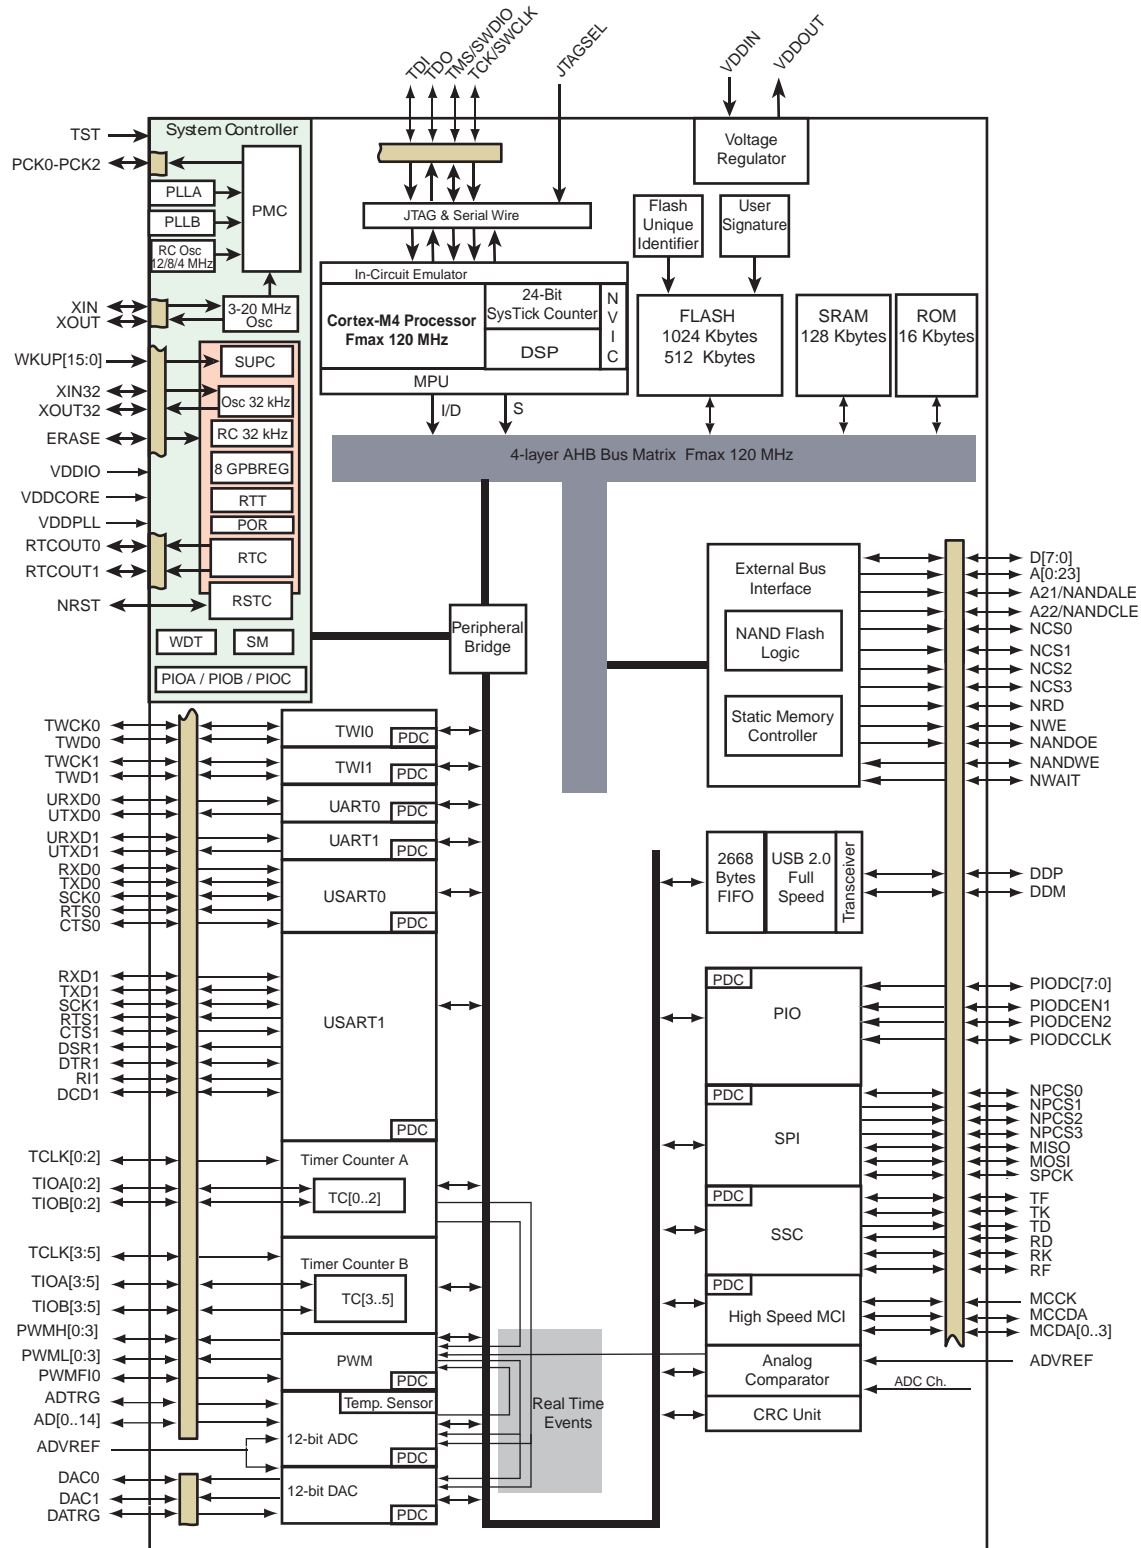 TDI
TDO
TMS/SWDIO
TCK/SWCLK
JTAGSEL
VDDIN
VDDOUT
System Controller
TST
PCK0-PCK2
PLLA
PLLB
RC Osc
12/8/4 MHz
PMC
XIN
XOUT
3-20 MHz
Osc
WKUP[15:0]
SUPC
XIN32
XOUT32
Osc 32 kHz
ERASE
RC 32 kHz
VDDIO
8 GPBREG
VDDCORE
RTT
VDDPLL
POR
RTCOUT0
RTCOUT1
RTC
NRST
RSTC
WDT
SM
PIOA / PIOB / PIOC
JTAG & Serial Wire
In-Circuit Emulator
Cortex-M4 Processor
Fmax 120 MHz
24-Bit
SysTick Counter
DSP
N
V
I
C
MPU
I/D
S
Voltage
Regulator
Flash
Unique
Identifier
User
Signature
FLASH
1024 Kbytes
512 Kbytes
SRAM
128 Kbytes
ROM
16 Kbytes
4-layer AHB Bus Matrix Fmax 120 MHz
Peripheral
Bridge
External Bus
Interface
NAND Flash
Logic
Static Memory
Controller
D[7:0]
A[0:23]
A21/NANDALE
A22/NANDCLE
NCS0
NCS1
NCS2
NCS3
NRD
NWE
NANDOE
NANDWE
NWAIT
TWCK0
TWD0
TWI0
PDC
TWCK1
TWD1
TWI1
PDC
URXD0
UTXD0
UART0
PDC
URXD1
UTXD1
UART1
PDC
RXD0
TXD0
SCK0
RTS0
CTS0
USART0
PDC
RXD1
TXD1
SCK1
RTS1
CTS1
DSR1
DTR1
RI1
DCD1
USART1
PDC
TCLK[0:2]
TIOA[0:2]
TIOB[0:2]
Timer Counter A
TC[0..2]
TCLK[3:5]
TIOA[3:5]
TIOB[3:5]
Timer Counter B
TC[3..5]
PWMH[0:3]
PWML[0:3]
PWMFI0
PWM
PDC
ADTRG
AD[0..14]
ADVREF
Temp. Sensor
12-bit ADC
PDC
DAC0
DAC1
DATRG
12-bit DAC
PDC
Real Time
Events
2668
Bytes
FIFO
USB 2.0
Full
Speed
Transceiver
DDP
DDM
PDC
PIO
PIODC[7:0]
PIODCEN1
PIODCEN2
PIODCCLK
PDC
SPI
NPCS0
NPCS1
NPCS2
NPCS3
MISO
MOSI
SPCK
PDC
SSC
TF
TK
TD
RD
RK
RF
PDC
High Speed MCI
MCCK
MCCDA
MCDA[0..3]
Analog
Comparator
ADVREF
ADC Ch.
CRC Unit